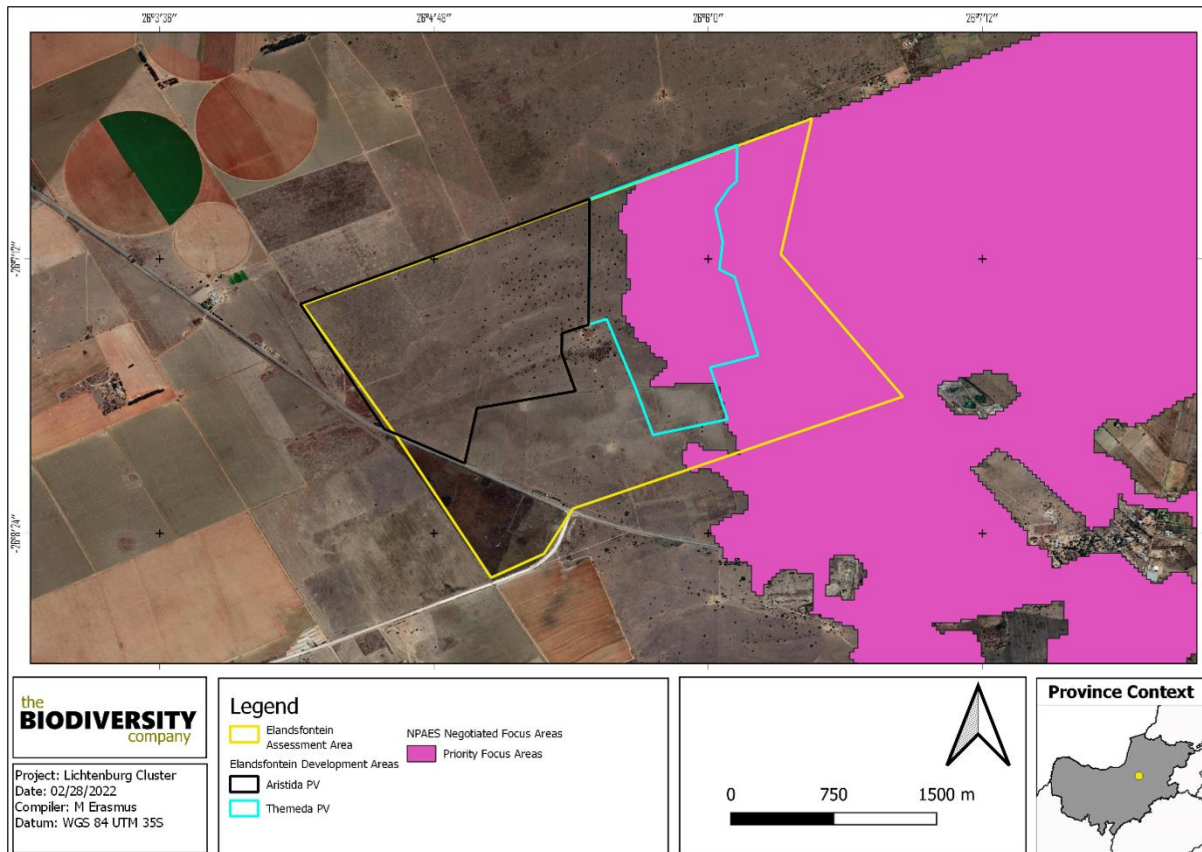 26°3'36"
26°4'48"
26°6'0"
26°7'12"
-26°7'12"
-26°8'24"
the
BIODIVERSITY
company
Project: Lichtenburg Cluster
Date: 02/28/2022
Compiler: M Erasmus
Datum: WGS 84 UTM 35S
Legend
Elandsfontein
Assessment Area
Elandsfontein Development Areas
Aristida PV
Themeda PV
NPAES Negotiated Focus Areas
Priority Focus Areas
0 750 1500 m
Province Context